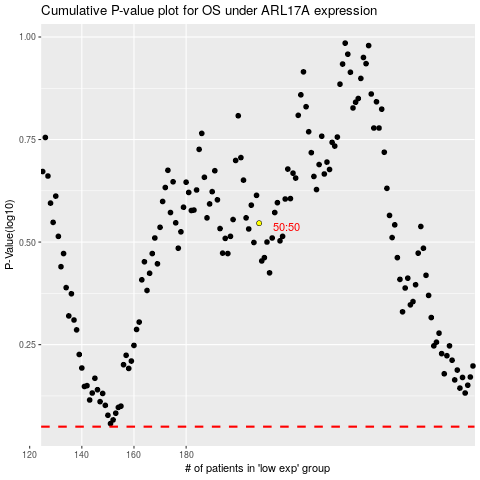 Cumulative P-value plot for OS under ARL17A expression
P-Value(log10)
1.00
0.75
0.50
0.25
50:50
120 140 160 180
# of patients in 'low exp' group